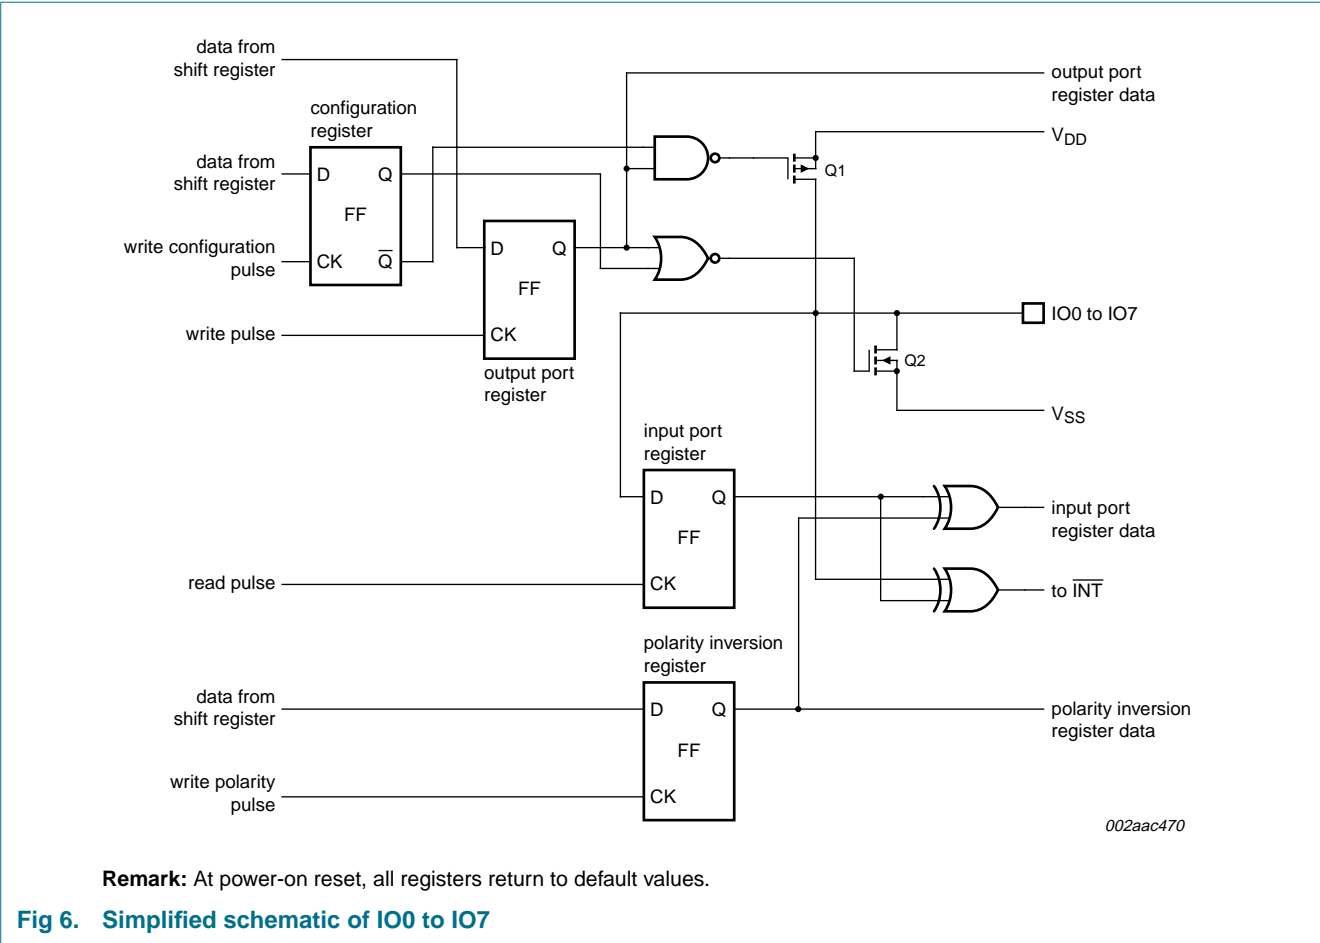 data from
shift register
output port
register data
configuration
register
VDD
data from
shift register
D
Q
Q1
FF
write configuration
pulse
CK
Q̅
D
Q
FF
IO0 to IO7
write pulse
CK
Q2
output port
register
VSS
input port
register
D
Q
input port
register data
FF
read pulse
CK
to I̅N̅T̅
polarity inversion
register
data from
shift register
D
Q
polarity inversion
register data
FF
write polarity
pulse
CK
002aac470
Remark: At power-on reset, all registers return to default values.
Fig 6. Simplified schematic of IO0 to IO7